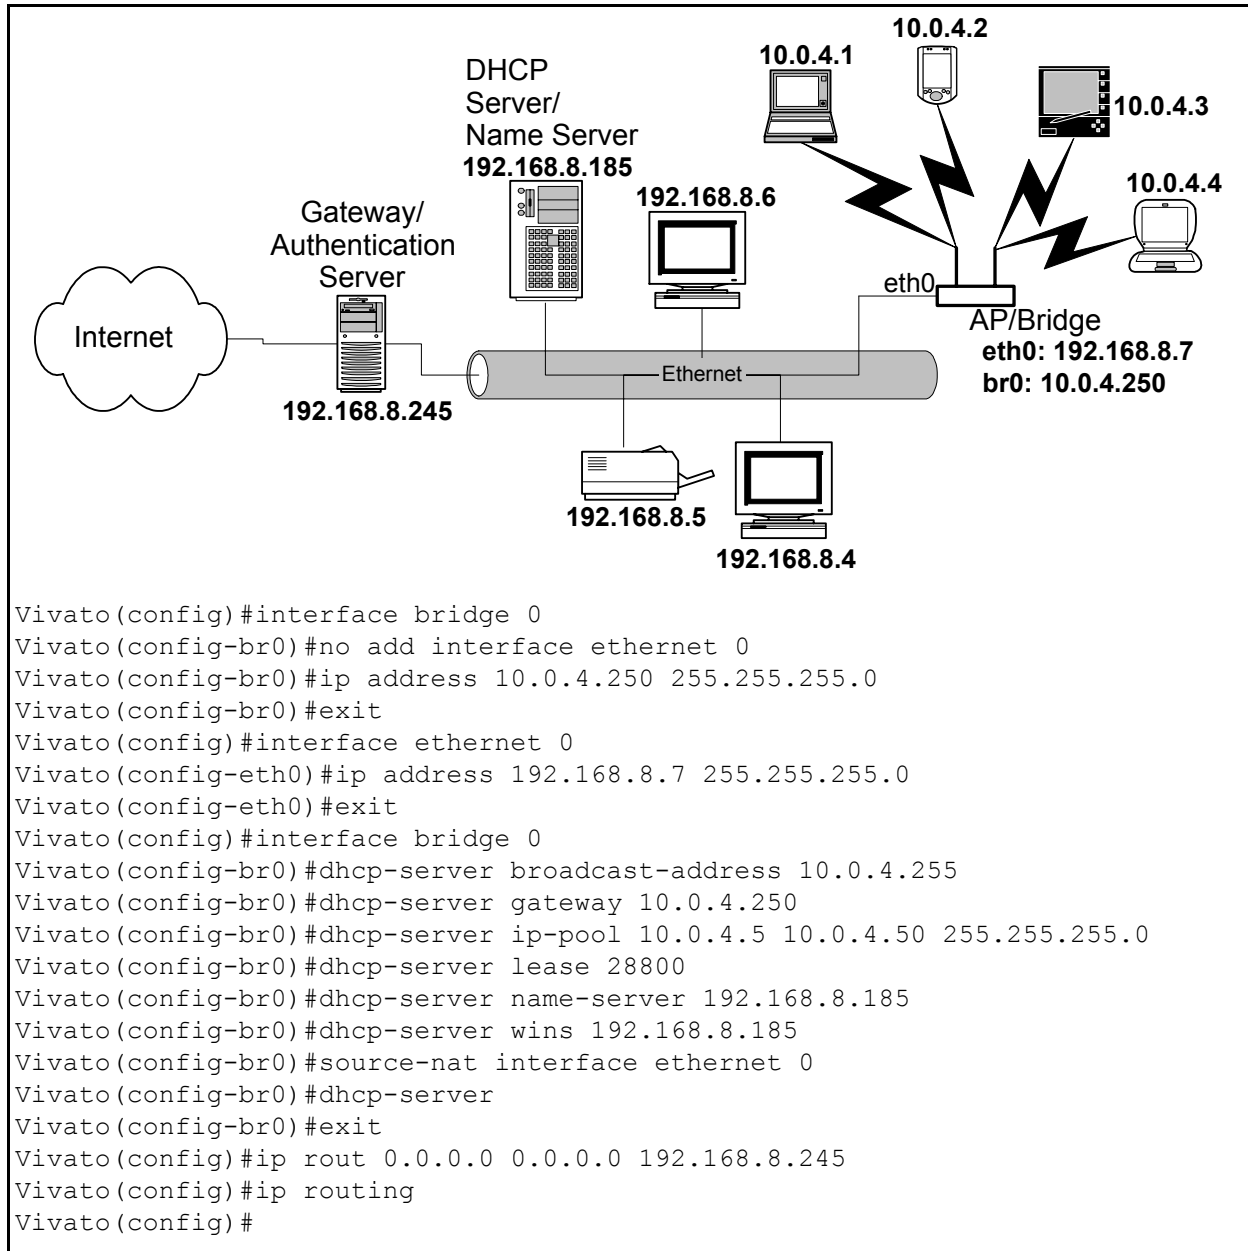 10.0.4.2
10.0.4.1
DHCP
Server/
Name Server
192.168.8.185
10.0.4.3
192.168.8.6
10.0.4.4
Gateway/
Authentication
Server
Internet
192.168.8.245
eth0
AP/Bridge
eth0: 192.168.8.7
br0: 10.0.4.250
Ethernet
192.168.8.5
192.168.8.4
Vivato(config)#interface bridge 0
Vivato(config-br0)#no add interface ethernet 0
Vivato(config-br0)#ip address 10.0.4.250 255.255.255.0
Vivato(config-br0)#exit
Vivato(config)#interface ethernet 0
Vivato(config-eth0)#ip address 192.168.8.7 255.255.255.0
Vivato(config-eth0)#exit
Vivato(config)#interface bridge 0
Vivato(config-br0)#dhcp-server broadcast-address 10.0.4.255
Vivato(config-br0)#dhcp-server gateway 10.0.4.250
Vivato(config-br0)#dhcp-server ip-pool 10.0.4.5 10.0.4.50 255.255.255.0
Vivato(config-br0)#dhcp-server lease 28800
Vivato(config-br0)#dhcp-server name-server 192.168.8.185
Vivato(config-br0)#dhcp-server wins 192.168.8.185
Vivato(config-br0)#source-nat interface ethernet 0
Vivato(config-br0)#dhcp-server
Vivato(config-br0)#exit
Vivato(config)#ip rout 0.0.0.0 0.0.0.0 192.168.8.245
Vivato(config)#ip routing
Vivato(config)#